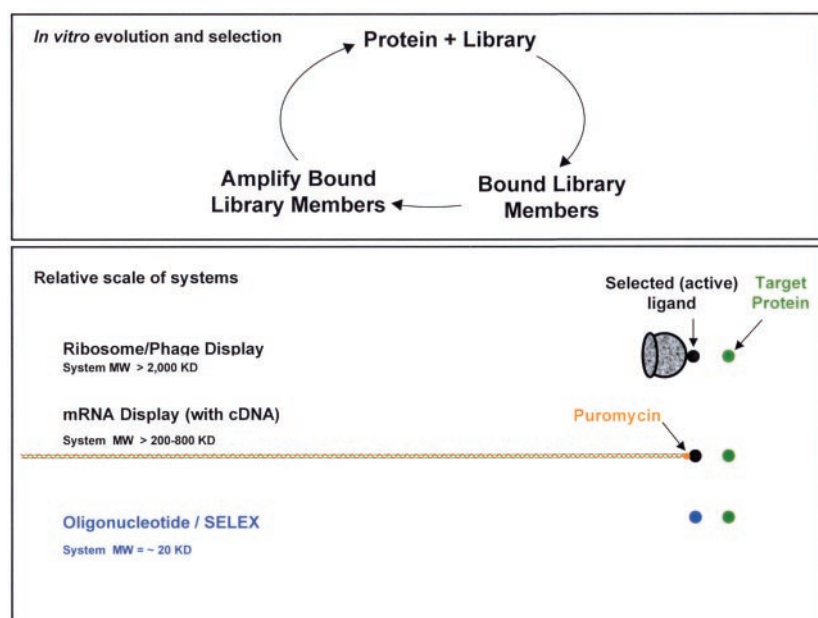 In vitro evolution and selection
Protein + Library
Amplify Bound
Library Members
Bound Library
Members
Relative scale of systems
Selected (active)
ligand
Target
Protein
Ribosome/Phage Display
System MW > 2,000 KD
mRNA Display (with cDNA)
System MW > 200-800 KD
Puromycin
Oligonucleotide / SELEX
System MW = ~ 20 KD